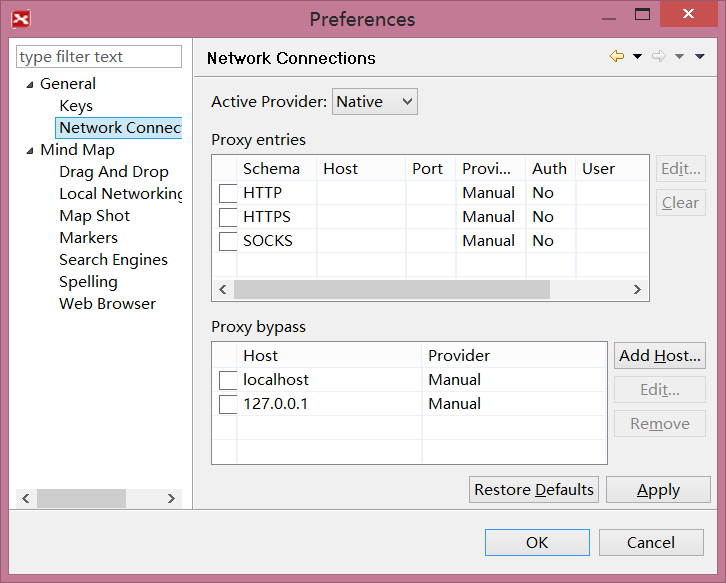 Preferences
type filter text
General
Keys
Network Connec
Mind Map
Drag And Drop
Local Networking
Map Shot
Markers
Search Engines
Spelling
Web Browser
Network Connections
Active Provider: Native
Proxy entries
Schema Host Port Provi... Auth User
HTTP Manual No
HTTPS Manual No
SOCKS Manual No
Edit...
Clear
Proxy bypass
Host Provider
localhost Manual
127.0.0.1 Manual
Add Host...
Edit...
Remove
Restore Defaults Apply
OK Cancel